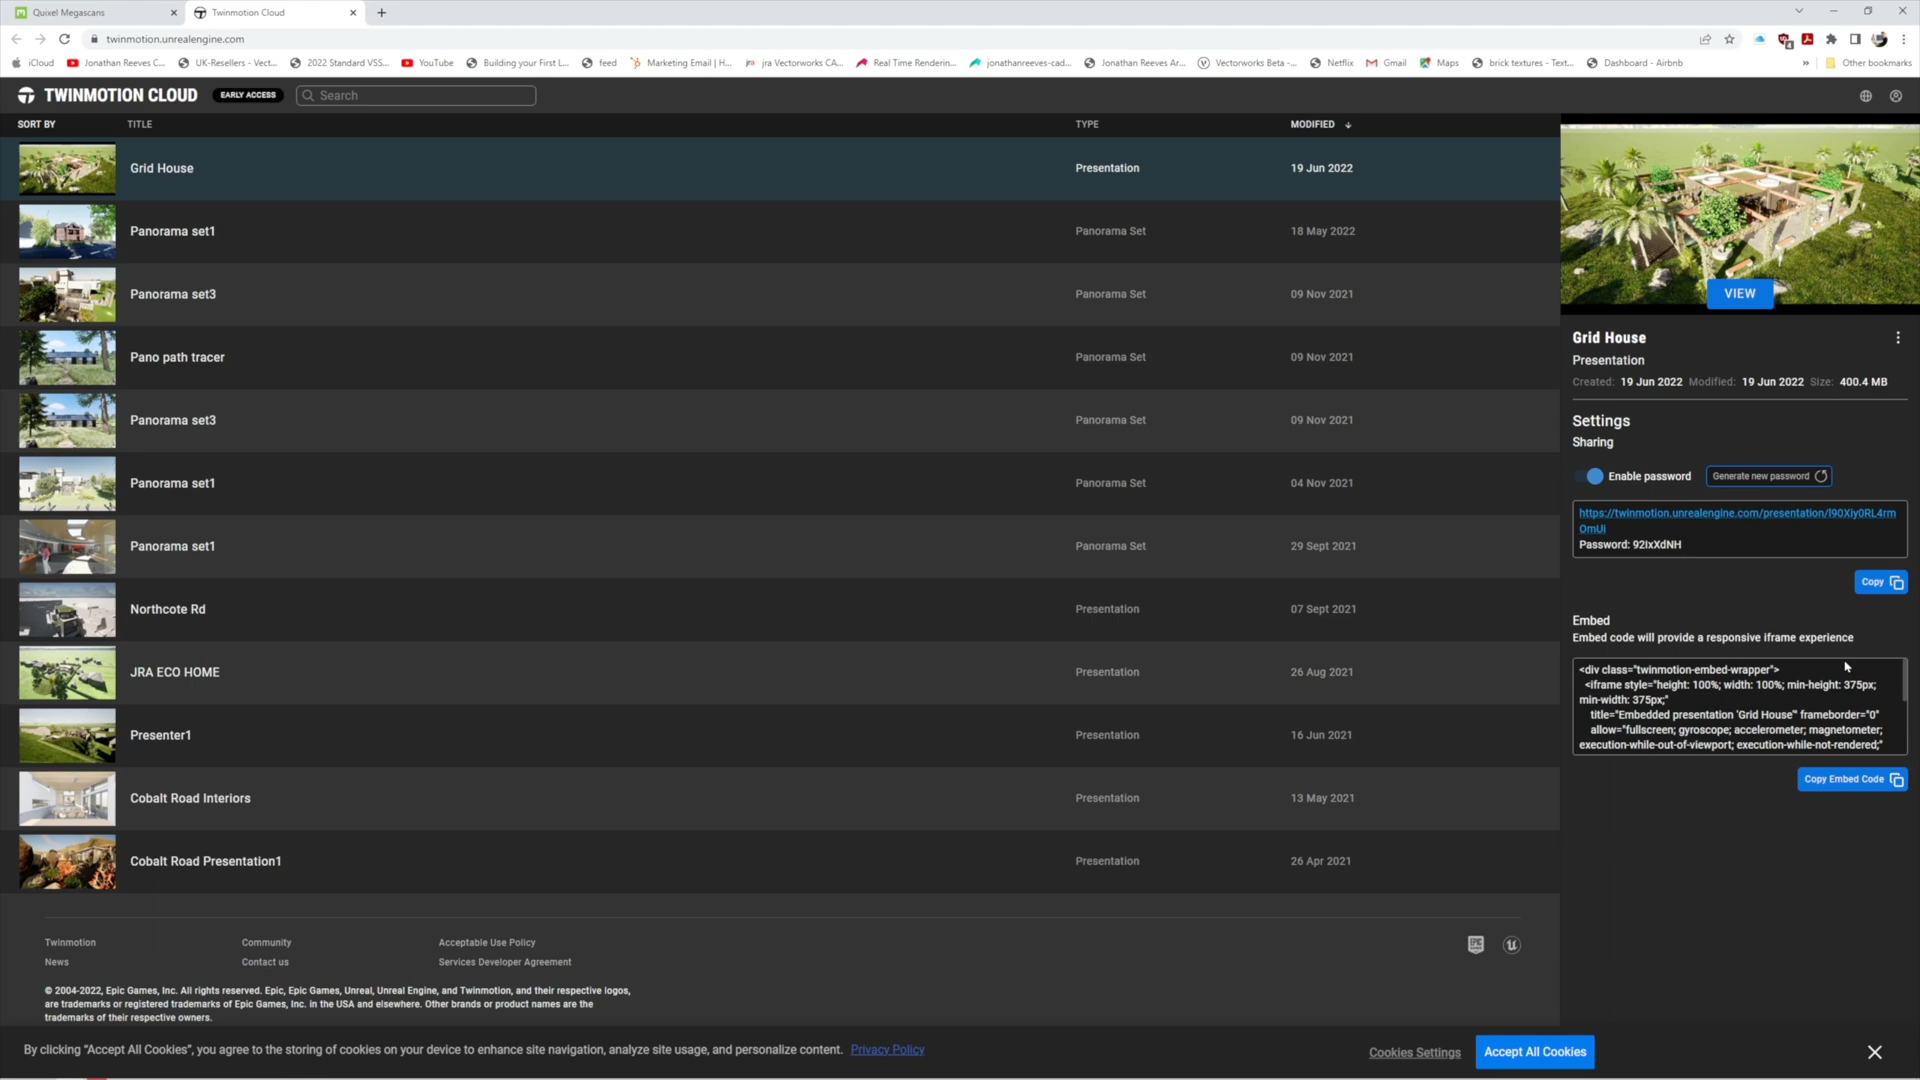 Quixel Megascans
Twinmotion Cloud
twinmotion.unrealengine.com
iCloud
Jonathan Reeves C...
UK-Resellers - Vect...
2022 Standard VSS...
YouTube
Building your First L...
feed
Marketing Email | H...
jra Vectorworks CA...
Real Time Renderin...
jonathanreeves-cad...
Jonathan Reeves Ar...
Vectorworks Beta -...
Netflix
Gmail
Maps
brick textures - Text...
Dashboard - Airbnb
»
Other bookmarks
TWINMOTION CLOUD
EARLY ACCESS
Search
SORT BY TITLE TYPE MODIFIED
Grid House Presentation 19 Jun 2022
Panorama set1 Panorama Set 18 May 2022
Panorama set3 Panorama Set 09 Nov 2021
Pano path tracer Panorama Set 09 Nov 2021
Panorama set3 Panorama Set 09 Nov 2021
Panorama set1 Panorama Set 04 Nov 2021
Panorama set1 Panorama Set 29 Sept 2021
Northcote Rd Presentation 07 Sept 2021
JRA ECO HOME Presentation 26 Aug 2021
Presenter1 Presentation 16 Jun 2021
Cobalt Road Interiors Presentation 13 May 2021
Cobalt Road Presentation1 Presentation 26 Apr 2021
VIEW
Grid House
Presentation
Created: 19 Jun 2022 Modified: 19 Jun 2022 Size: 400.4 MB
Settings
Sharing
Enable password
Generate new password
https://twinmotion.unrealengine.com/presentation/l90Xiy0RL4rm
OmUi
Password: 92IxXdNH
Copy
Embed
Embed code will provide a responsive iframe experience
<div class="twinmotion-embed-wrapper">
<iframe style="height: 100%; width: 100%; min-height: 375px;
min-width: 375px;"
title="Embedded presentation 'Grid House'" frameborder="0"
allow="fullscreen; gyroscope; accelerometer; magnetometer;
execution-while-out-of-viewport; execution-while-not-rendered;"
Copy Embed Code
Twinmotion Community Acceptable Use Policy
News Contact us Services Developer Agreement
© 2004-2022, Epic Games, Inc. All rights reserved. Epic, Epic Games, Unreal, Unreal Engine, and Twinmotion, and their respective logos,
are trademarks or registered trademarks of Epic Games, Inc. in the USA and elsewhere. Other brands or product names are the
trademarks of their respective owners.
By clicking "Accept All Cookies", you agree to the storing of cookies on your device to enhance site navigation, analyze site usage, and personalize content. Privacy Policy
Cookies Settings
Accept All Cookies